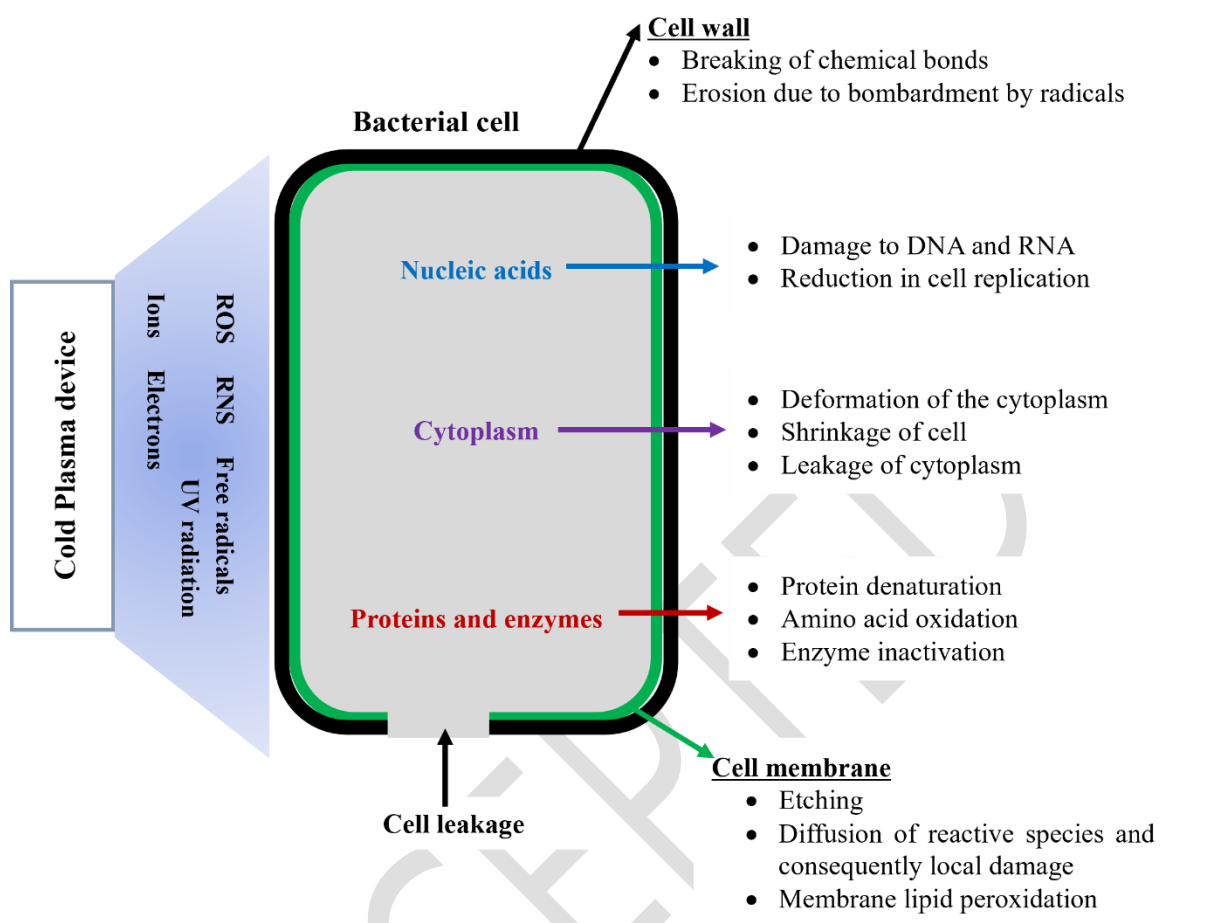 Cell wall
• Breaking of chemical bonds
• Erosion due to bombardment by radicals
Bacterial cell
Cold Plasma device
Ions Electrons
ROS RNS Free radicals
UV radiation
Nucleic acids
• Damage to DNA and RNA
• Reduction in cell replication
Cytoplasm
• Deformation of the cytoplasm
• Shrinkage of cell
• Leakage of cytoplasm
Proteins and enzymes
• Protein denaturation
• Amino acid oxidation
• Enzyme inactivation
Cell leakage
Cell membrane
• Etching
• Diffusion of reactive species and
consequently local damage
• Membrane lipid peroxidation